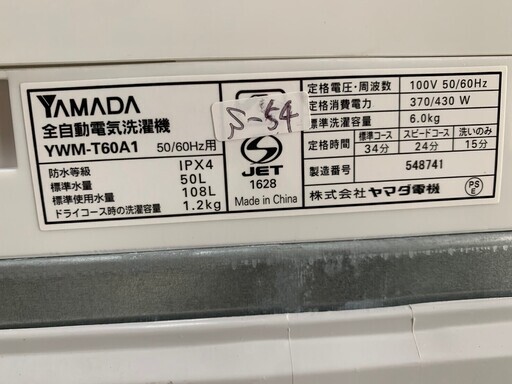 YAMADA
全自動電気洗濯機
YWM-T60A1 50/60Hz用
防水等級 IPX4
標準水量 50L
標準使用水量 108L
ドライコース時の洗濯容量 1.2kg
S-54
S
JET
1628
Made in China
定格電圧・周波数 100V 50/60Hz
定格消費電力 370/430 W
標準洗濯容量 6.0kg
定格時間 標準コース スピードコース 洗いのみ
34分 24分 15分
製造番号 548741
株式会社ヤマダ電機
PS
E